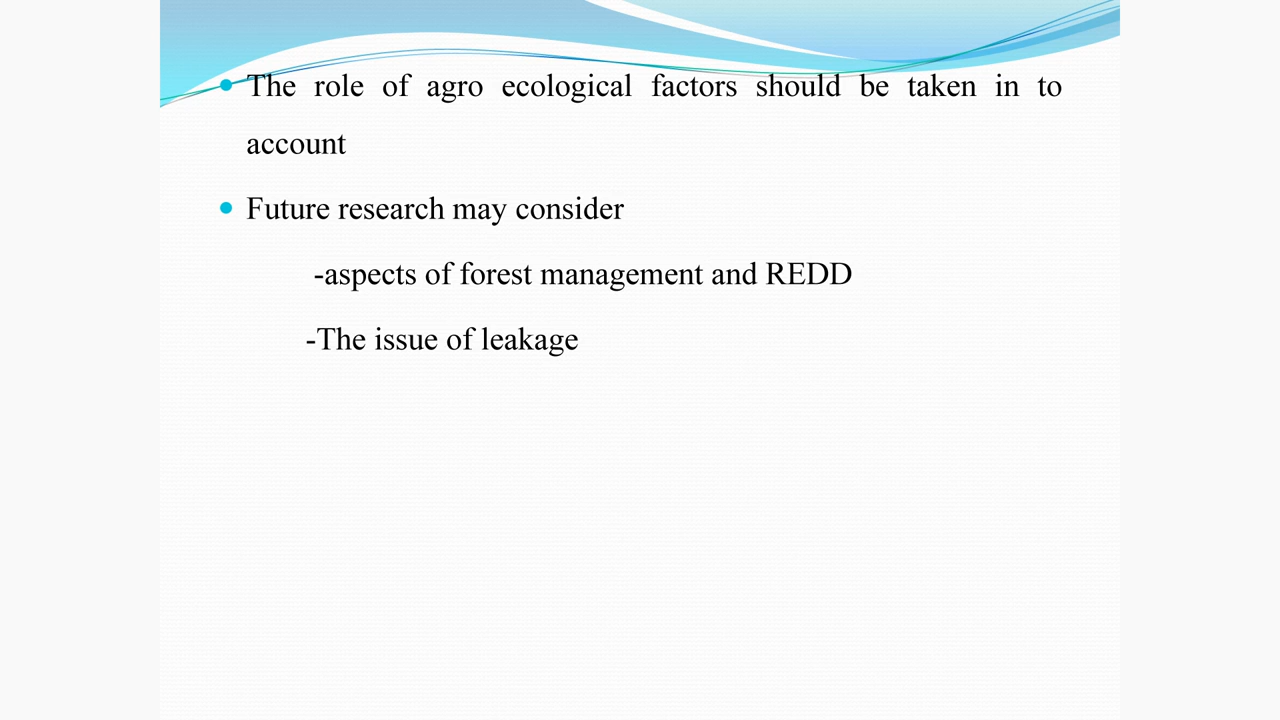 The role of agro ecological factors should be taken in to
account
Future research may consider
-aspects of forest management and REDD
-The issue of leakage